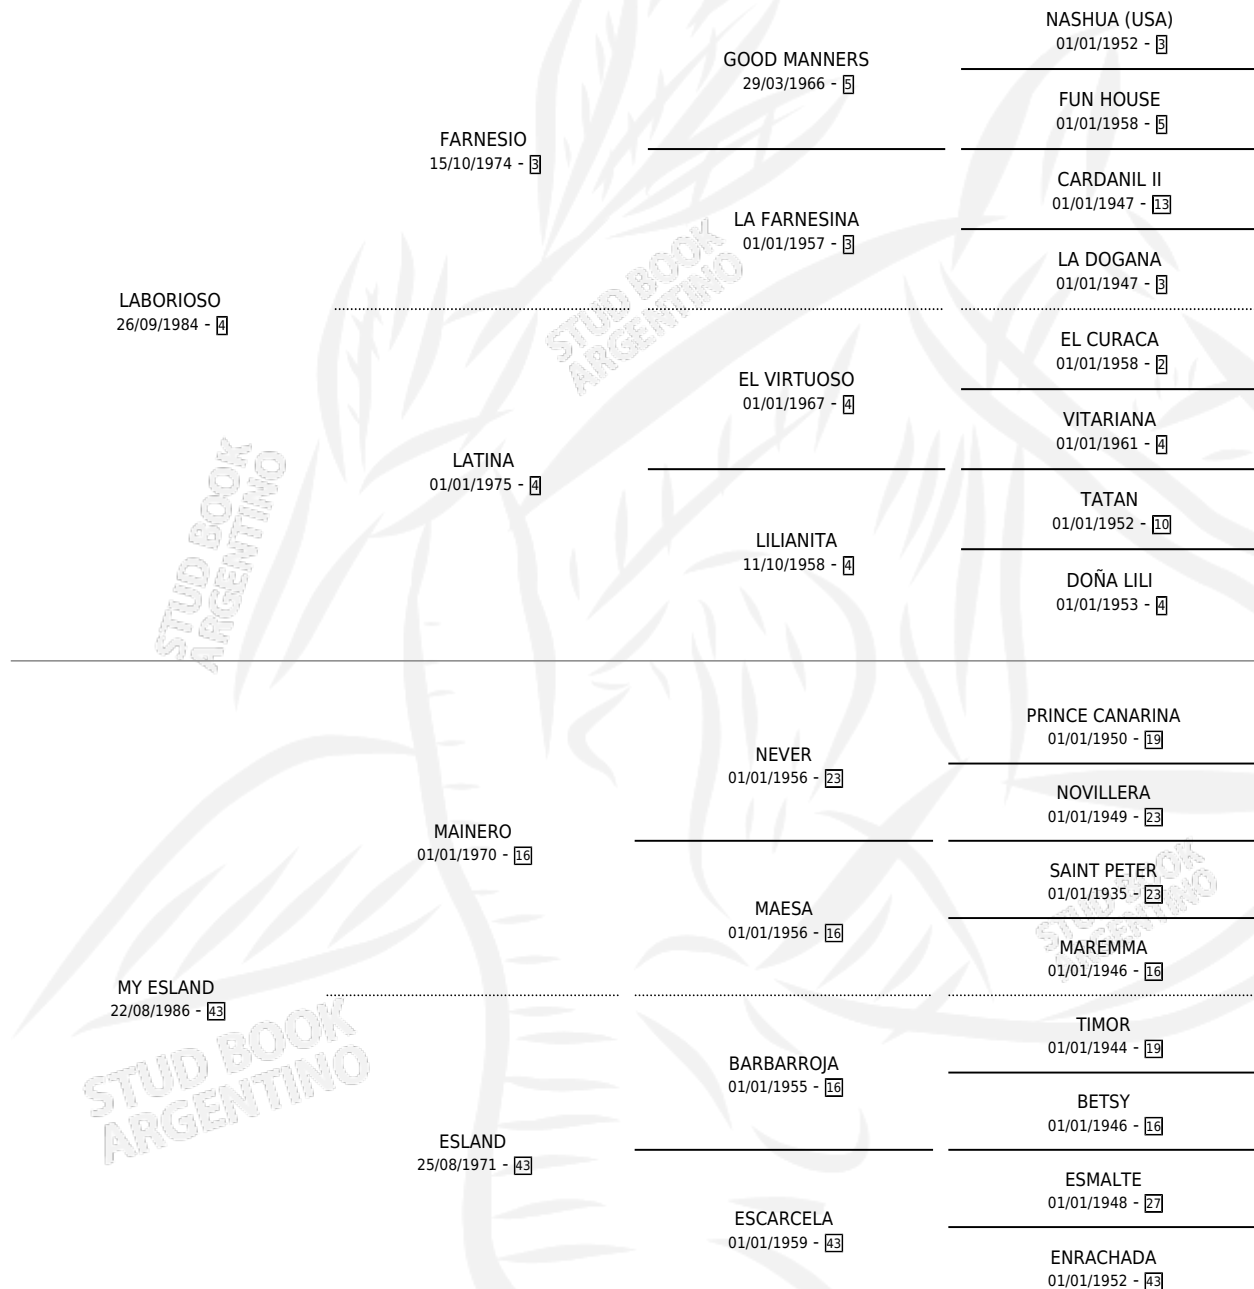 NASHUA (USA)
01/01/1952 - 3
GOOD MANNERS
29/03/1966 - 5
FUN HOUSE
01/01/1958 - 5
FARNESIO
15/10/1974 - 3
CARDANIL II
01/01/1947 - 13
LA FARNESINA
01/01/1957 - 3
LA DOGANA
01/01/1947 - 3
LABORIOSO
26/09/1984 - 4
EL CURACA
01/01/1958 - 2
EL VIRTUOSO
01/01/1967 - 4
VITARIANA
01/01/1961 - 4
LATINA
01/01/1975 - 4
TATAN
01/01/1952 - 10
LILIANITA
11/10/1958 - 4
DOÑA LILI
01/01/1953 - 4
PRINCE CANARINA
01/01/1950 - 19
NEVER
01/01/1956 - 23
NOVILLERA
01/01/1949 - 23
MAINERO
01/01/1970 - 16
SAINT PETER
01/01/1935 - 23
MAESA
01/01/1956 - 16
MAREMMA
01/01/1946 - 16
MY ESLAND
22/08/1986 - 43
TIMOR
01/01/1944 - 19
BARBARROJA
01/01/1955 - 16
BETSY
01/01/1946 - 16
ESLAND
25/08/1971 - 43
ESMALTE
01/01/1948 - 27
ESCARCELA
01/01/1959 - 43
ENRACHADA
01/01/1952 - 43
STUD BOOK
ARGENTINO
STUD BOOK
ARGENTINO
STUD BOOK
ARGENTINO
STUD BOOK
ARGENTINO